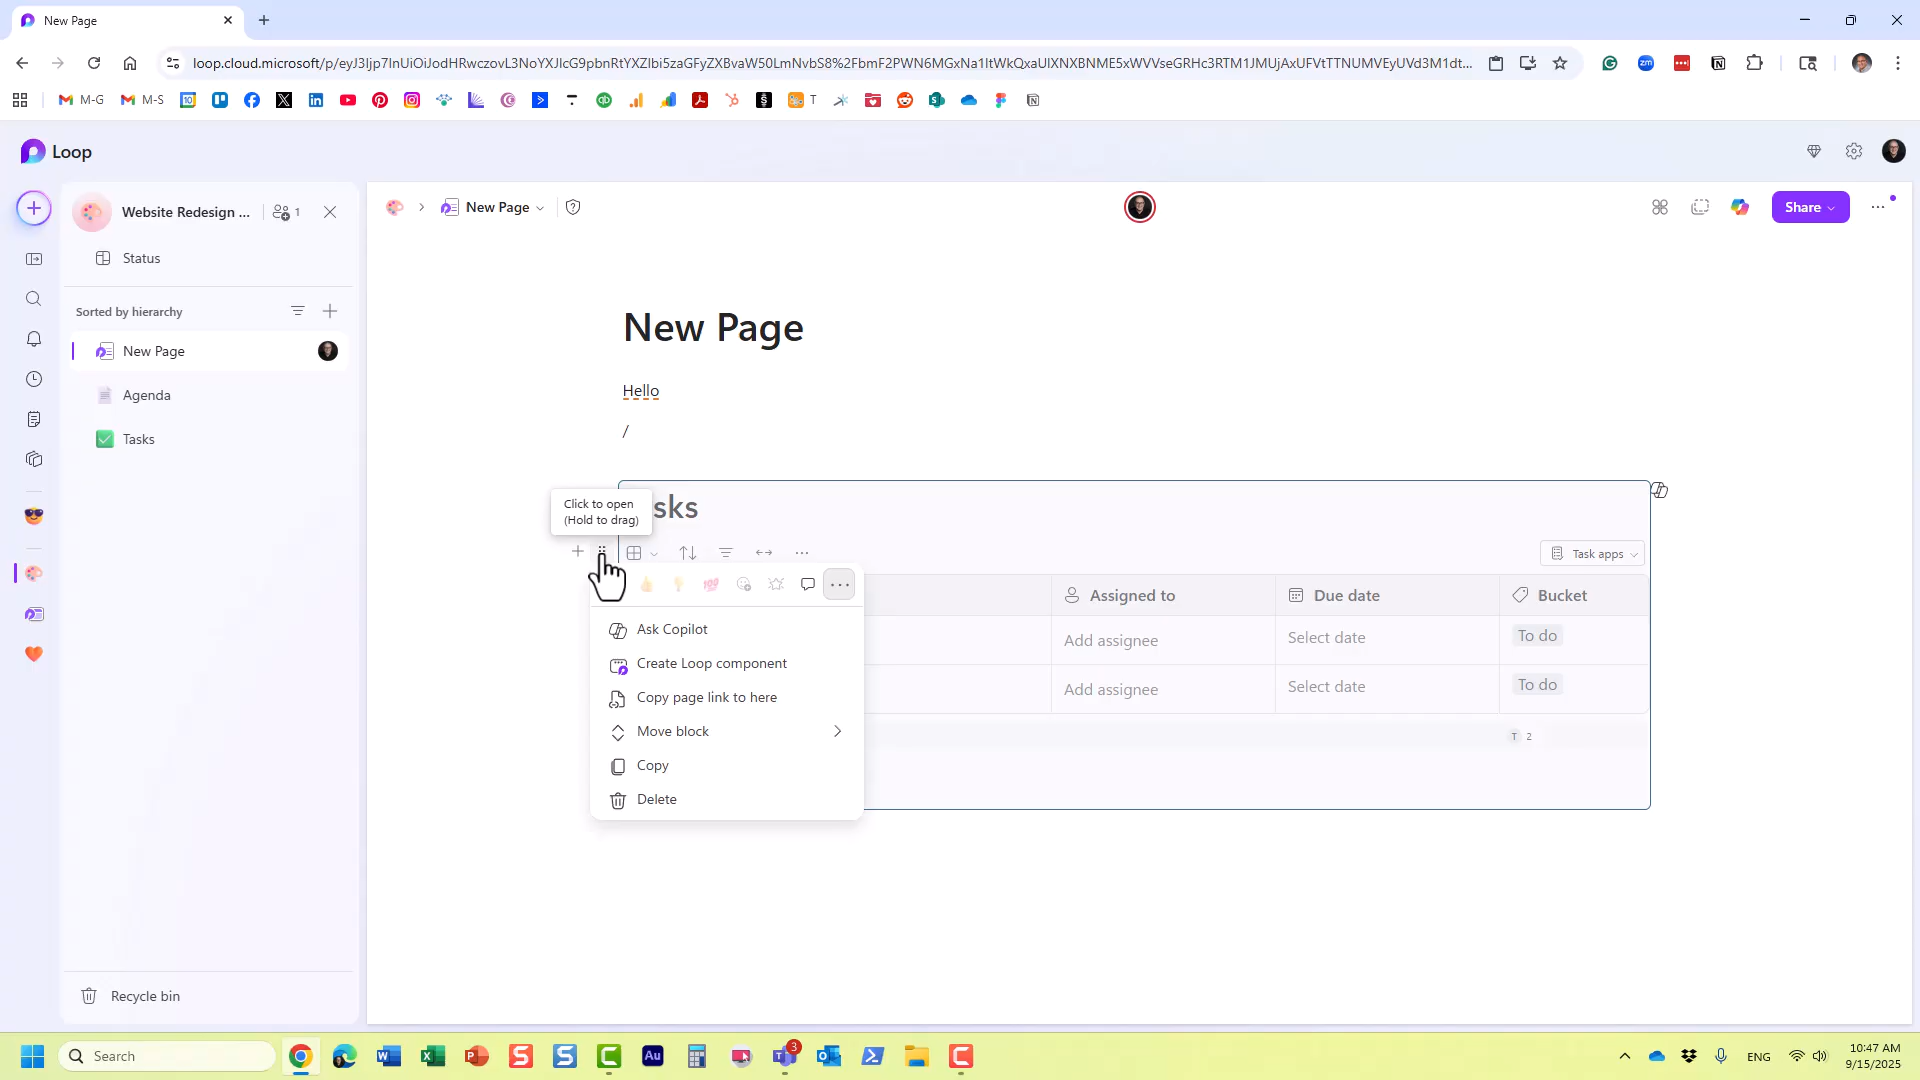 New Page
loop.cloud.microsoft/p/eyJ3Ijp7InUiOiJodHRwczovL3NoYXJlcG9pbnRtYXZlbi5zaGFyZXBvaW50LmNvbS8%2FbmF2PWN6MGxNa1ltWkQxaUlXNXBNME5xWVVseGRHc3RTM1JMUjAxUFVtTTNUMVEyUVd3M1dt...
M-G
M-S
T
Loop
Website Redesign ...
1
New Page
Share
Status
Sorted by hierarchy
New Page
Agenda
Tasks
Recycle bin
New Page
Hello
/
sks
Click to open
(Hold to drag)
Task apps
Assigned to
Due date
Bucket
Add assignee
Select date
To do
Add assignee
Select date
To do
T 2
Ask Copilot
Create Loop component
Copy page link to here
Move block
Copy
Delete
Search
3
ENG
10:47 AM
9/15/2025